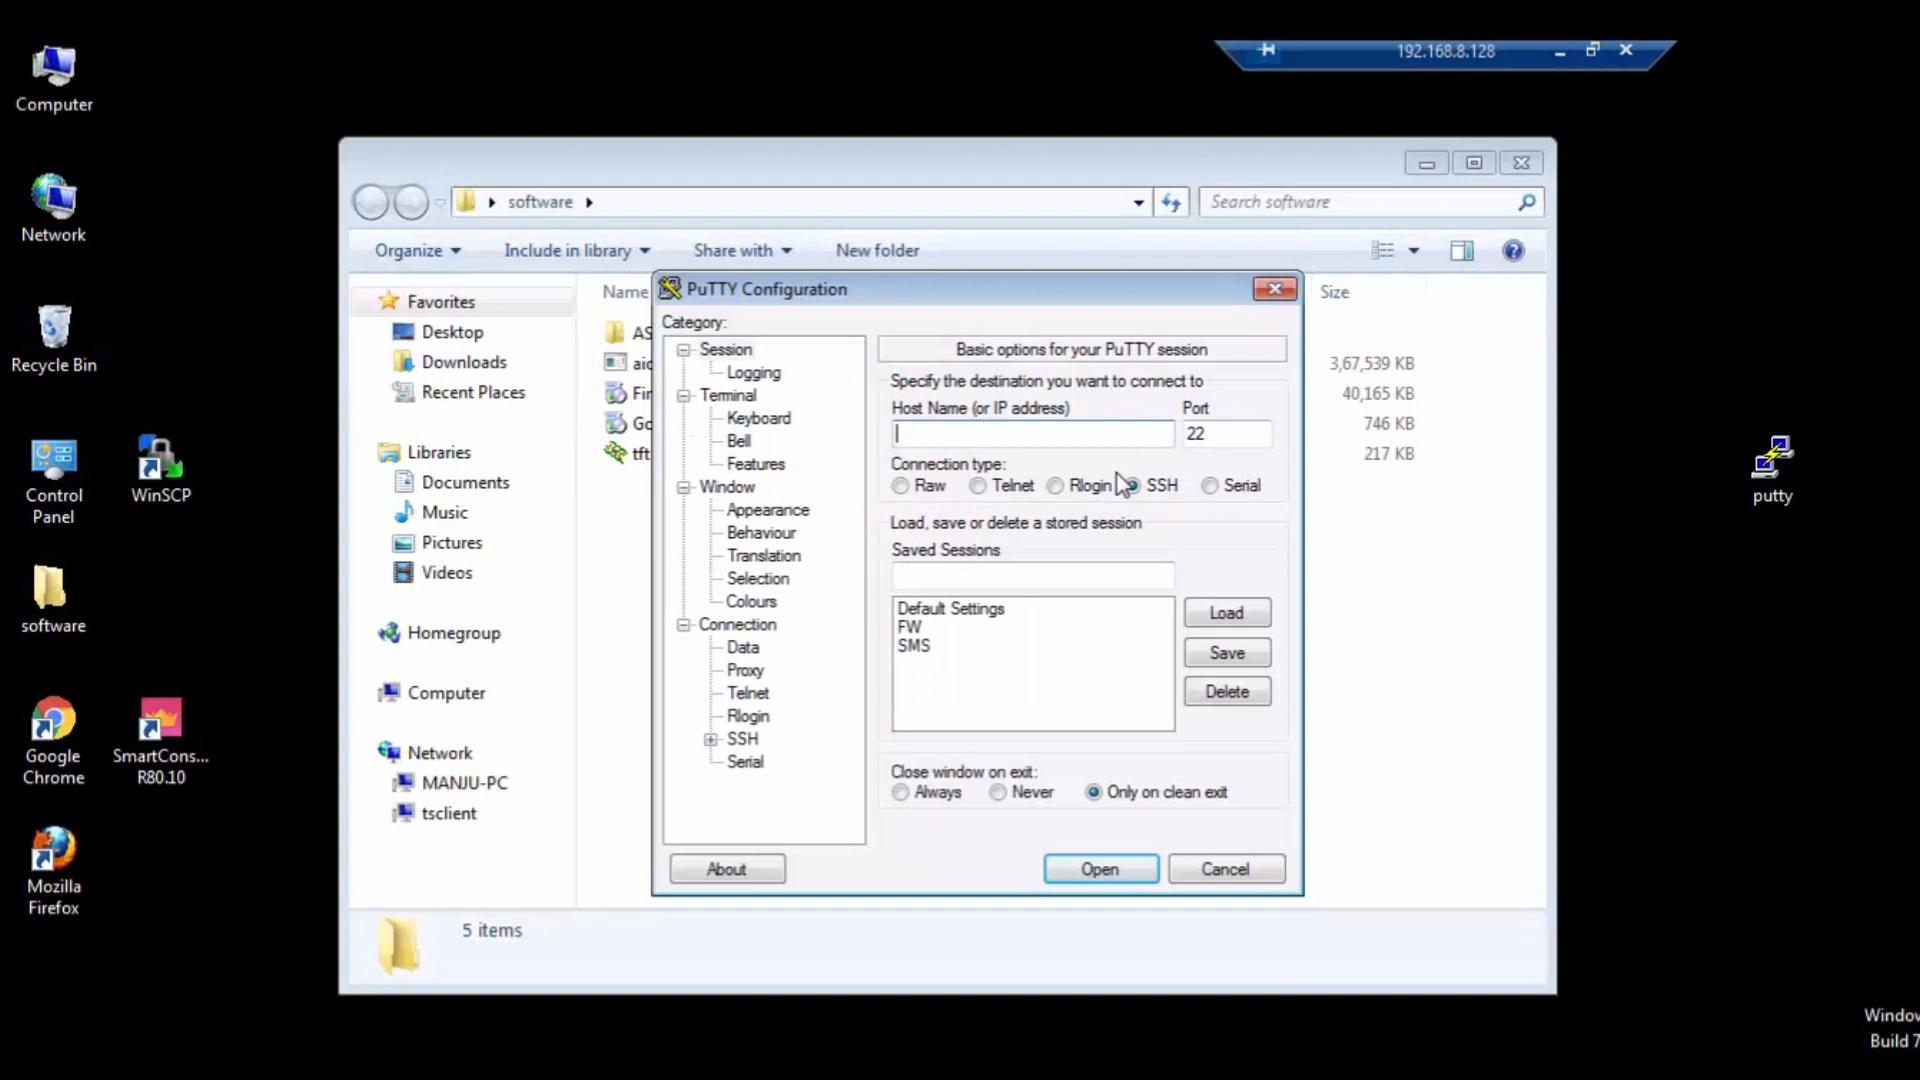 192.168.8.128
Computer
Network
Recycle Bin
Control
Panel
WinSCP
software
Google
Chrome
SmartCons...
R80.10
Mozilla
Firefox
putty
software
Search software
Organize
Include in library
Share with
New folder
Favorites
Desktop
Downloads
Recent Places
Libraries
Documents
Music
Pictures
Videos
Homegroup
Computer
Network
MANJU-PC
tsclient
Name
Size
3,67,539 KB
40,165 KB
746 KB
217 KB
5 items
PuTTY Configuration
Category:
Session
Logging
Terminal
Keyboard
Bell
Features
Window
Appearance
Behaviour
Translation
Selection
Colours
Connection
Data
Proxy
Telnet
Rlogin
SSH
Serial
Basic options for your PuTTY session
Specify the destination you want to connect to
Host Name (or IP address)
Port
22
Connection type:
Raw
Telnet
Rlogin
SSH
Serial
Load, save or delete a stored session
Saved Sessions
Default Settings
FW
SMS
Load
Save
Delete
Close window on exit:
Always
Never
Only on clean exit
About
Open
Cancel
Build 7